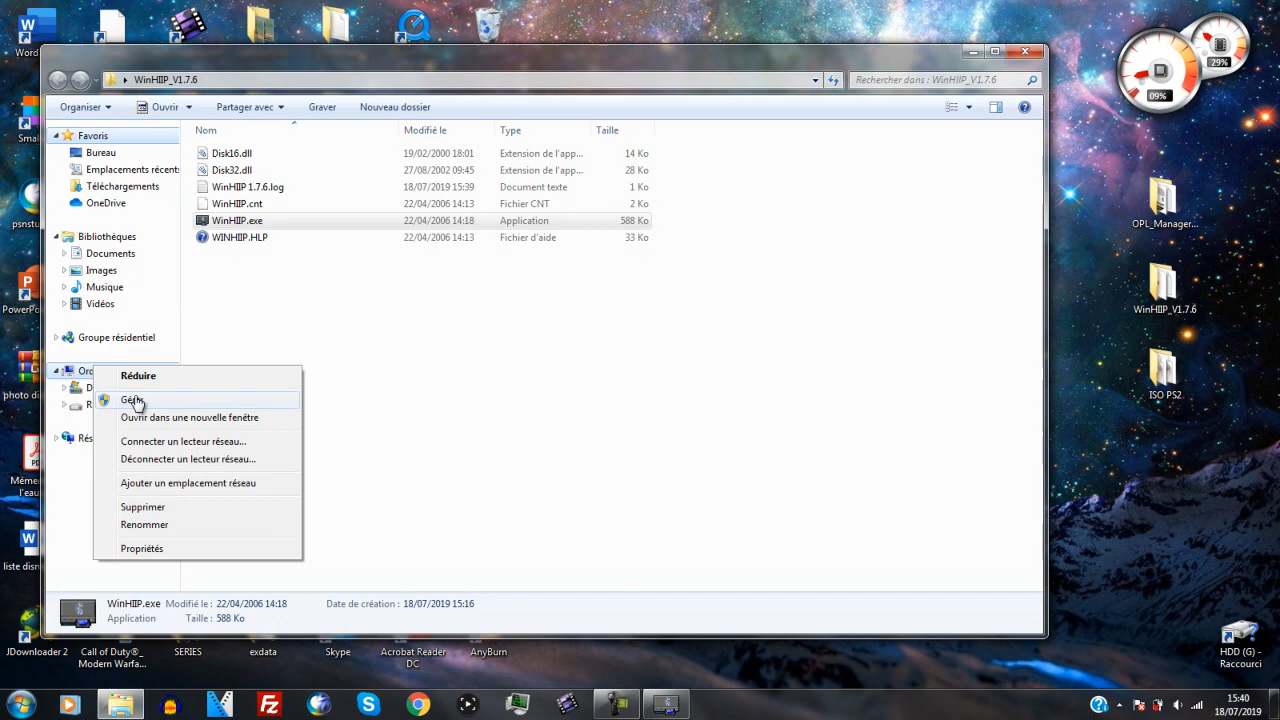 Word
WinHIIP_V1.7.6
Rechercher dans : WinHIIP_V1.7.6
29%
09%
Organiser
Ouvrir
Partager avec
Graver
Nouveau dossier
Favoris
Bureau
Emplacements récents
Téléchargements
OneDrive
Bibliothèques
Documents
Images
Musique
Vidéos
Groupe résidentiel
Nom Modifié le Type Taille
Disk16.dll 19/02/2000 18:01 Extension de l'app... 14 Ko
Disk32.dll 27/08/2002 09:45 Extension de l'app... 28 Ko
WinHIIP 1.7.6.log 18/07/2019 15:39 Document texte 1 Ko
WinHIIP.cnt 22/04/2006 14:13 Fichier CNT 2 Ko
WinHIIP.exe 22/04/2006 14:18 Application 588 Ko
WINHIIP.HLP 22/04/2006 14:13 Fichier d'aide 33 Ko
Ord
D
R
Rés
Réduire
Gérer
Ouvrir dans une nouvelle fenêtre
Connecter un lecteur réseau...
Déconnecter un lecteur réseau...
Ajouter un emplacement réseau
Supprimer
Renommer
Propriétés
WinHIIP.exe Modifié le : 22/04/2006 14:18 Date de création : 18/07/2019 15:16
Application Taille : 588 Ko
Smal
psnstu
PowerPo
photo di
PDF
Mémen
l'eau
liste disn
JDownloader 2
Call of Duty®_
Modern Warfa...
SERIES
exdata
Skype
Acrobat Reader
DC
AnyBurn
OPL_Manager...
WinHIIP_V1.7.6
ISO PS2
HDD (G) -
Raccourci
15:40
18/07/2019